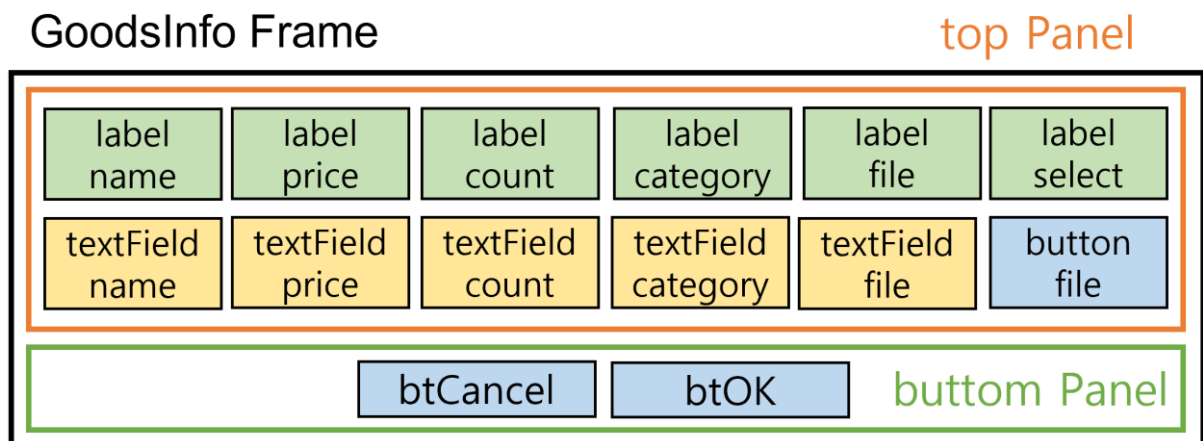 GoodsInfo Frame
top Panel
label
name
label
price
label
count
label
category
label
file
label
select
textField
name
textField
price
textField
count
textField
category
textField
file
button
file
btCancel
btOK
buttom Panel